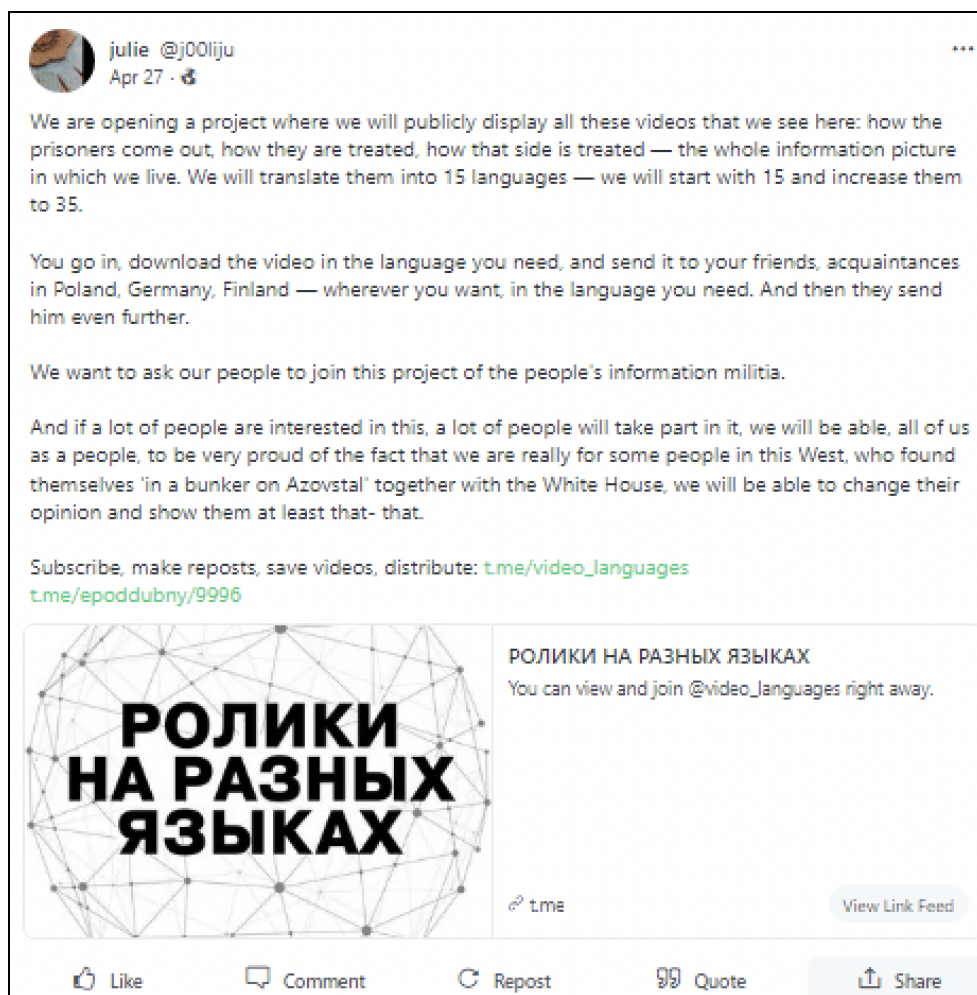 julie @j00liju
Apr 27 ·
We are opening a project where we will publicly display all these videos that we see here: how the
prisoners come out, how they are treated, how that side is treated — the whole information picture
in which we live. We will translate them into 15 languages — we will start with 15 and increase them
to 35.
You go in, download the video in the language you need, and send it to your friends, acquaintances
in Poland, Germany, Finland — wherever you want, in the language you need. And then they send
him even further.
We want to ask our people to join this project of the people's information militia.
And if a lot of people are interested in this, a lot of people will take part in it, we will be able, all of us
as a people, to be very proud of the fact that we are really for some people in this West, who found
themselves 'in a bunker on Azovstal' together with the White House, we will be able to change their
opinion and show them at least that- that.
Subscribe, make reposts, save videos, distribute: t.me/video_languages
t.me/epoddubny/9996
РОЛИКИ
НА РАЗНЫХ
ЯЗЫКАХ
РОЛИКИ НА РАЗНЫХ ЯЗЫКАХ
You can view and join @video_languages right away.
t.me
View Link Feed
Like Comment Repost Quote Share